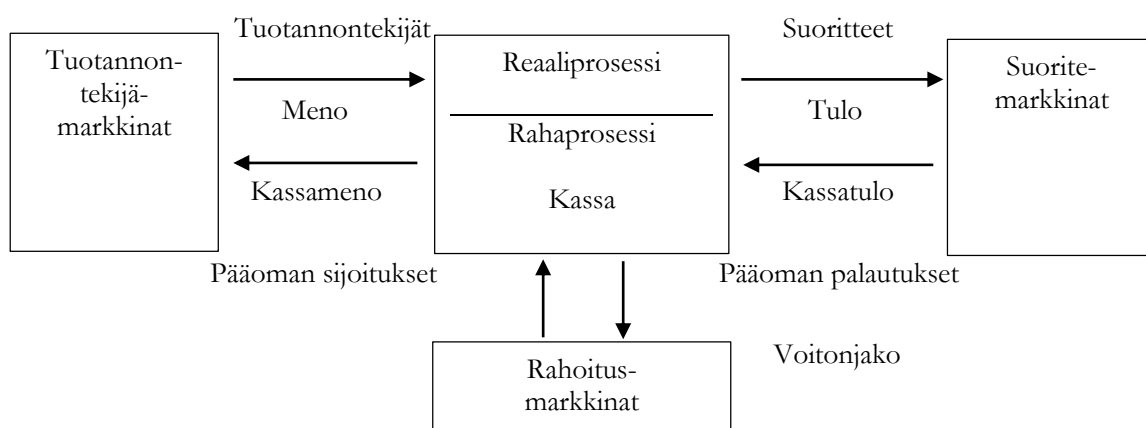 Tuotannontekijät
Suoritteet
Tuotannon-
tekijä-
markkinat
Reaaliprosessi
Suorite-
markkinat
Meno
Tulo
Rahaprosessi
Kassameno
Kassa
Kassatulo
Pääoman sijoitukset
Pääoman palautukset
Voitonjako
Rahoitus-
markkinat